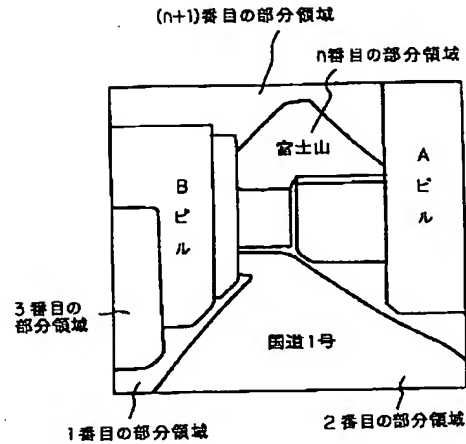 (n+1)番目の部分領域
n番目の部分領域
富士山
Aビル
Bビル
3番目の
部分領域
国道1号
1番目の部分領域
2番目の部分領域